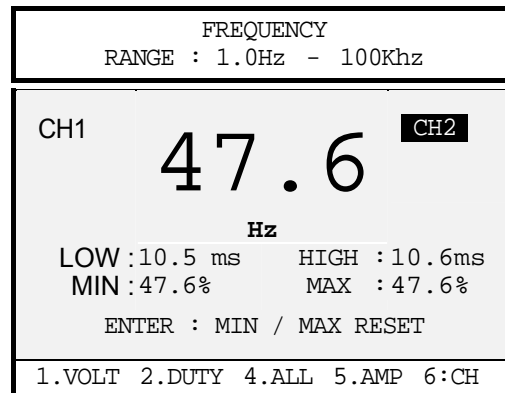 FREQUENCY
RANGE : 1.0Hz - 100Khz
CH1 47.6 CH2
Hz
LOW : 10.5 ms HIGH : 10.6ms
MIN : 47.6% MAX : 47.6%
ENTER : MIN / MAX RESET
1.VOLT 2.DUTY 4.ALL 5.AMP 6:CH